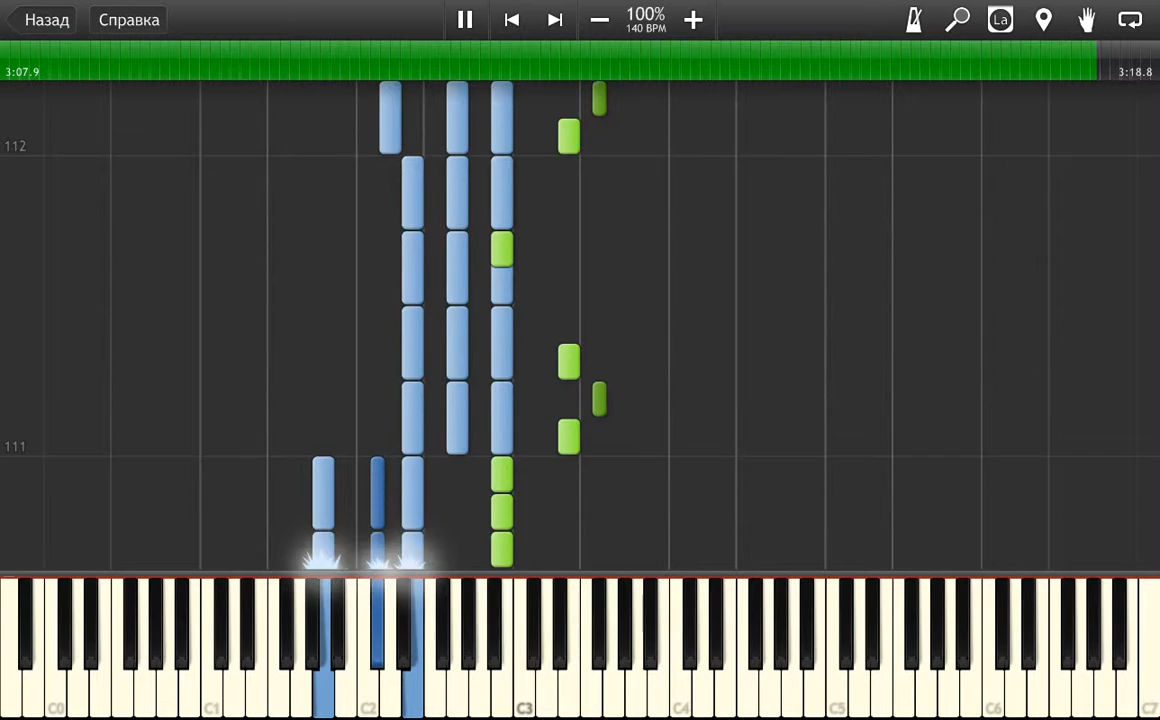 Назад
Справка
100%
140 BPM
La
3:07.9
3:18.8
112
111
C0
C1
C2
C3
C4
C5
C6
C7